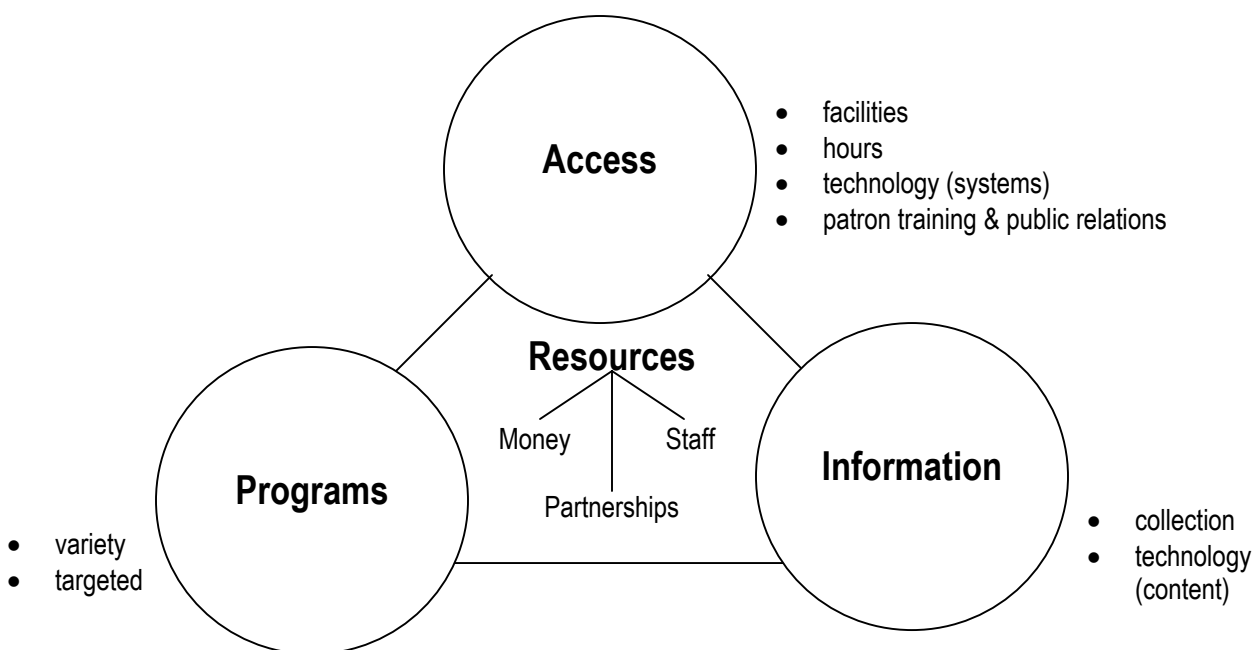 Access
• facilities
• hours
• technology (systems)
• patron training & public relations
Resources
Money
Staff
Partnerships
Programs
• variety
• targeted
Information
• collection
• technology
(content)